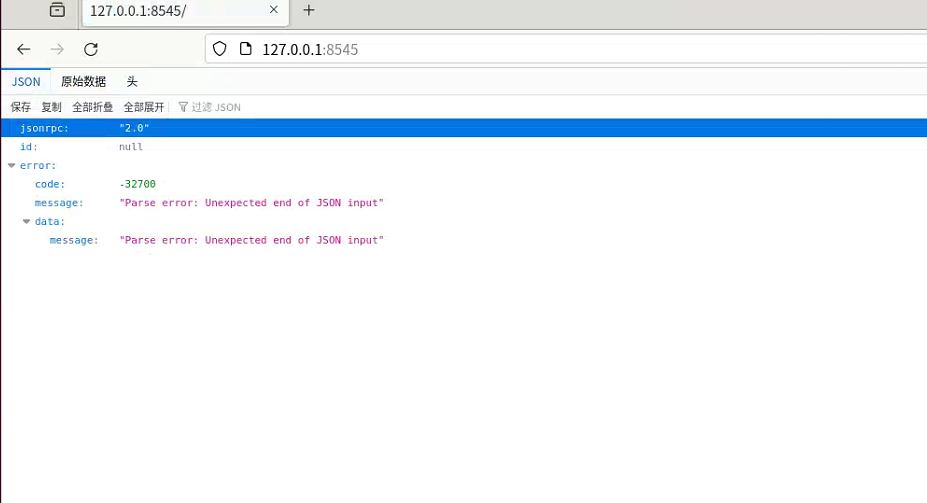 127.0.0.1:8545/
127.0.0.1:8545
JSON 原始数据 头
保存 复制 全部折叠 全部展开 过滤 JSON
jsonrpc: "2.0"
id: null
error:
code: -32700
message: "Parse error: Unexpected end of JSON input"
data:
message: "Parse error: Unexpected end of JSON input"